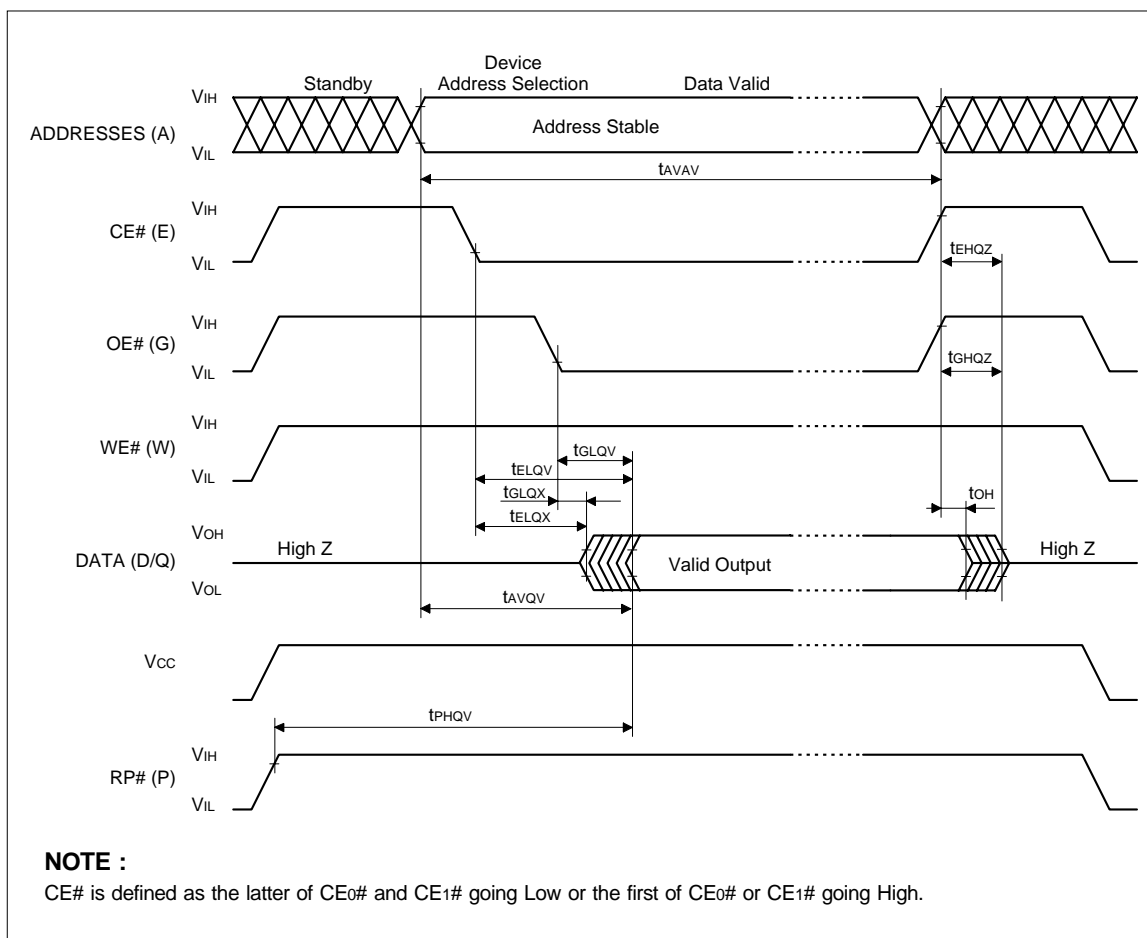 Device
Standby Address Selection Data Valid
VIH
ADDRESSES (A) Address Stable
VIL
tAVAV
VIH
CE# (E)
tEHQZ
VIL
VIH
OE# (G)
tGHQZ
VIL
VIH
WE# (W)
tGLQV
VIL
tELQV
tGLQX
tOH
tELQX
VOH
High Z High Z
DATA (D/Q) Valid Output
VOL
tAVQV
VCC
tPHQV
VIH
RP# (P)
VIL
NOTE :
CE# is defined as the latter of CE0# and CE1# going Low or the first of CE0# or CE1# going High.